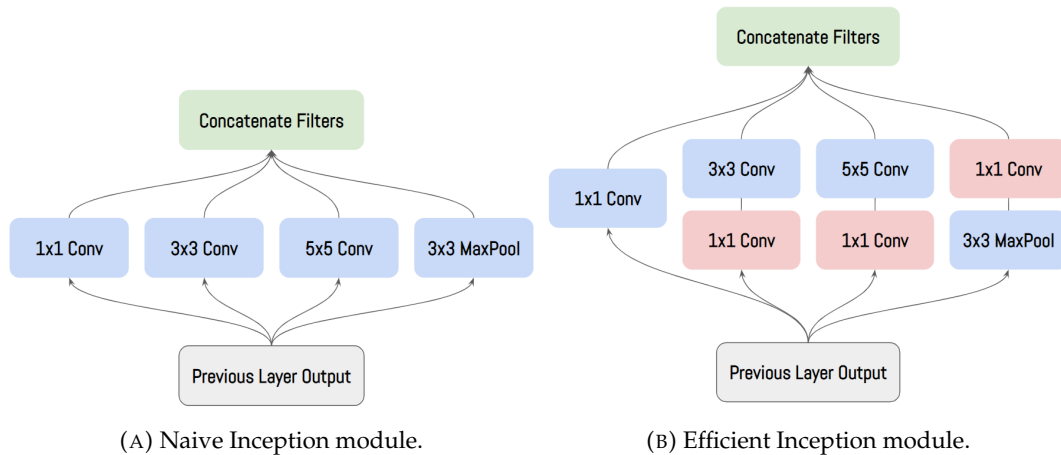 Concatenate Filters
1x1 Conv
3x3 Conv
5x5 Conv
3x3 MaxPool
Previous Layer Output
(A) Naive Inception module.
Concatenate Filters
1x1 Conv
3x3 Conv
5x5 Conv
1x1 Conv
1x1 Conv
1x1 Conv
3x3 MaxPool
Previous Layer Output
(B) Efficient Inception module.